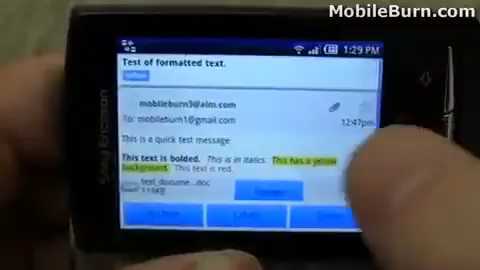 MobileBurn.com
1:29 PM
Test of formatted text.
mobileburn3@aim.com
To: mobileburn1@gmail.com
12:47pm
This is a quick test message
This text is bolded. This is in italics. This has a yellow
background. This text is red.
test_docume...doc
Sony Ericsson